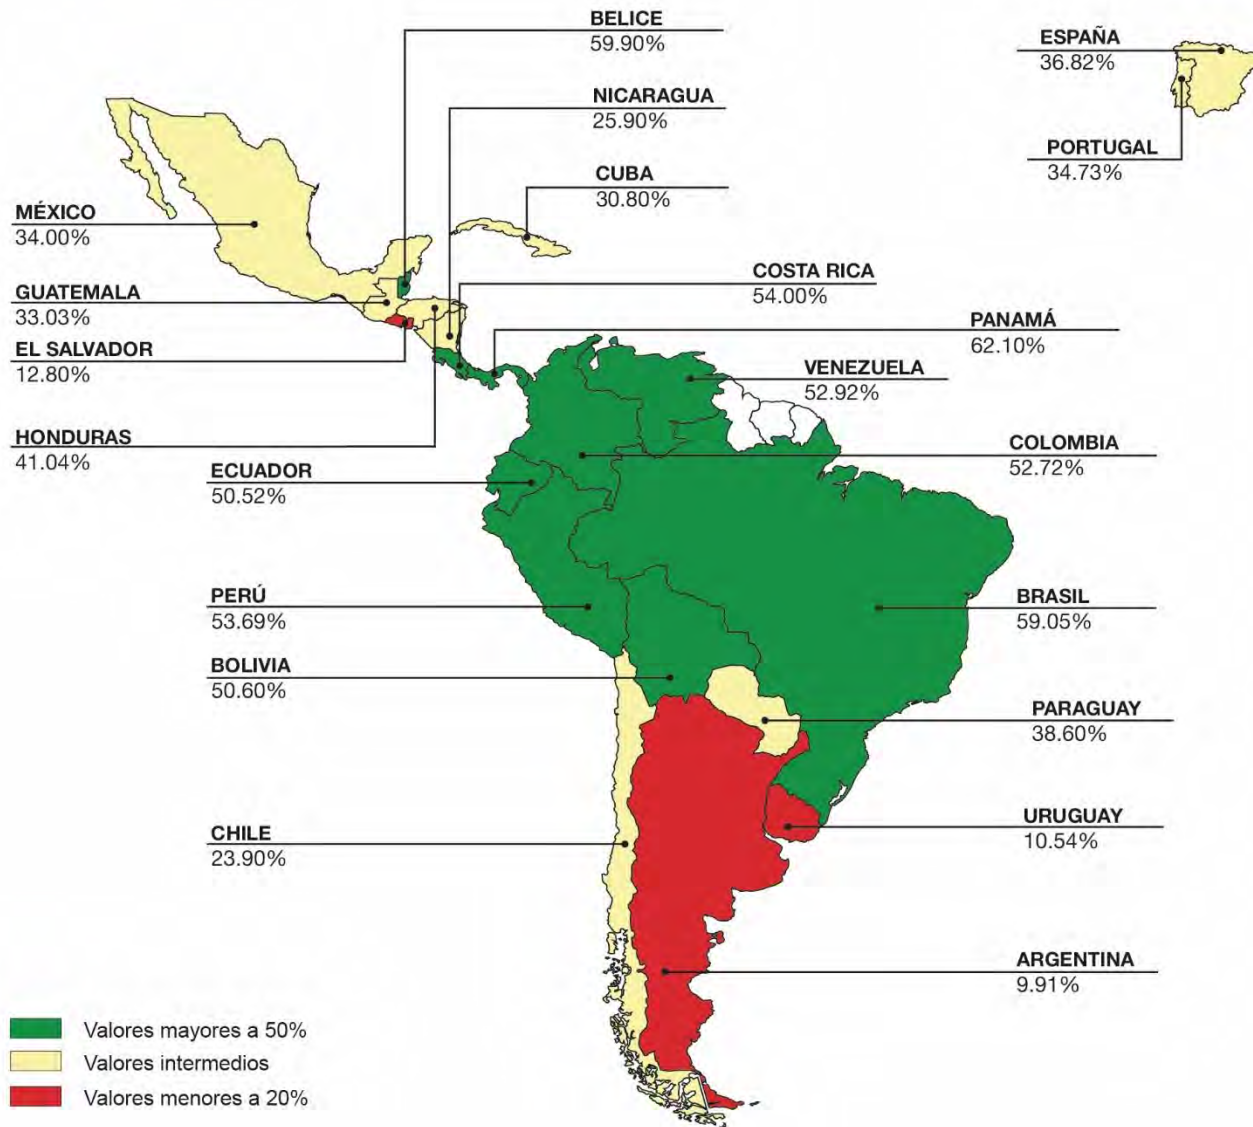 BELICE
59.90%
ESPAÑA
36.82%
NICARAGUA
25.90%
PORTUGAL
34.73%
CUBA
30.80%
MÉXICO
34.00%
COSTA RICA
54.00%
GUATEMALA
33.03%
PANAMÁ
62.10%
EL SALVADOR
12.80%
VENEZUELA
52.92%
HONDURAS
41.04%
COLOMBIA
52.72%
ECUADOR
50.52%
PERÚ
53.69%
BRASIL
59.05%
BOLIVIA
50.60%
PARAGUAY
38.60%
URUGUAY
10.54%
CHILE
23.90%
ARGENTINA
9.91%
Valores mayores a 50%
Valores intermedios
Valores menores a 20%